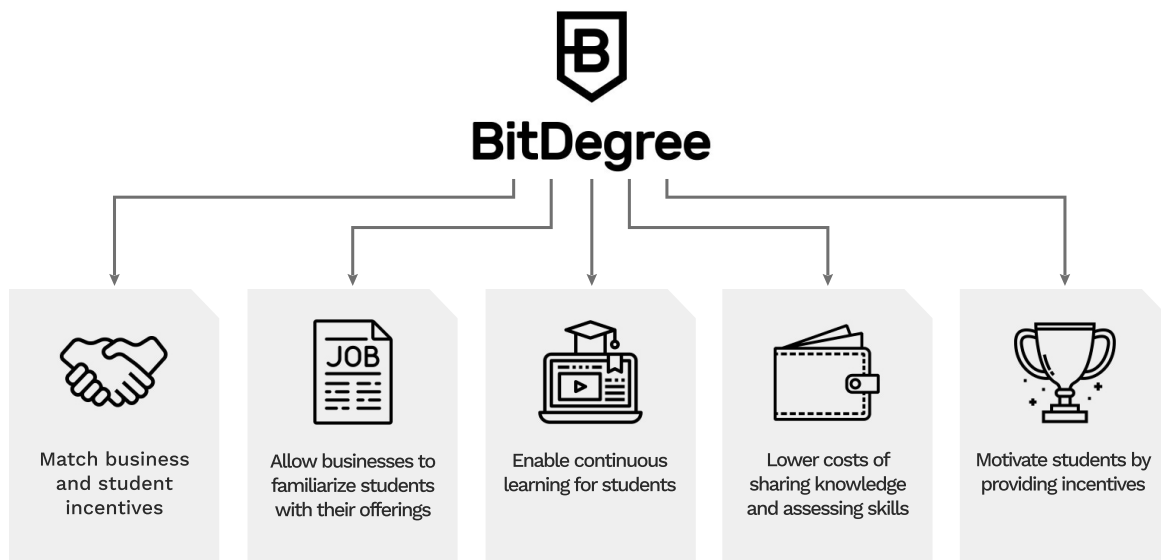 B
BitDegree
JOB
Match business
and student
incentives
Allow businesses to
familiarize students
with their offerings
Enable continuous
learning for students
Lower costs of
sharing knowledge
and assessing skills
Motivate students by
providing incentives